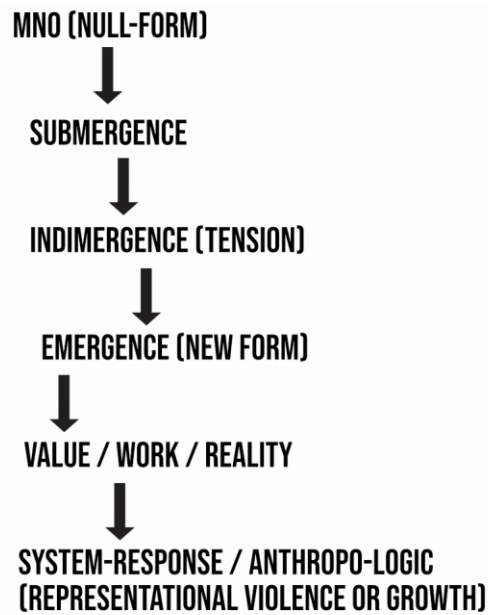 MNO (NULL-FORM)
SUBMERGENCE
INDIMERGENCE (TENSION)
EMERGENCE (NEW FORM)
VALUE / WORK / REALITY
SYSTEM-RESPONSE / ANTHROPO-LOGIC
(REPRESENTATIONAL VIOLENCE OR GROWTH)